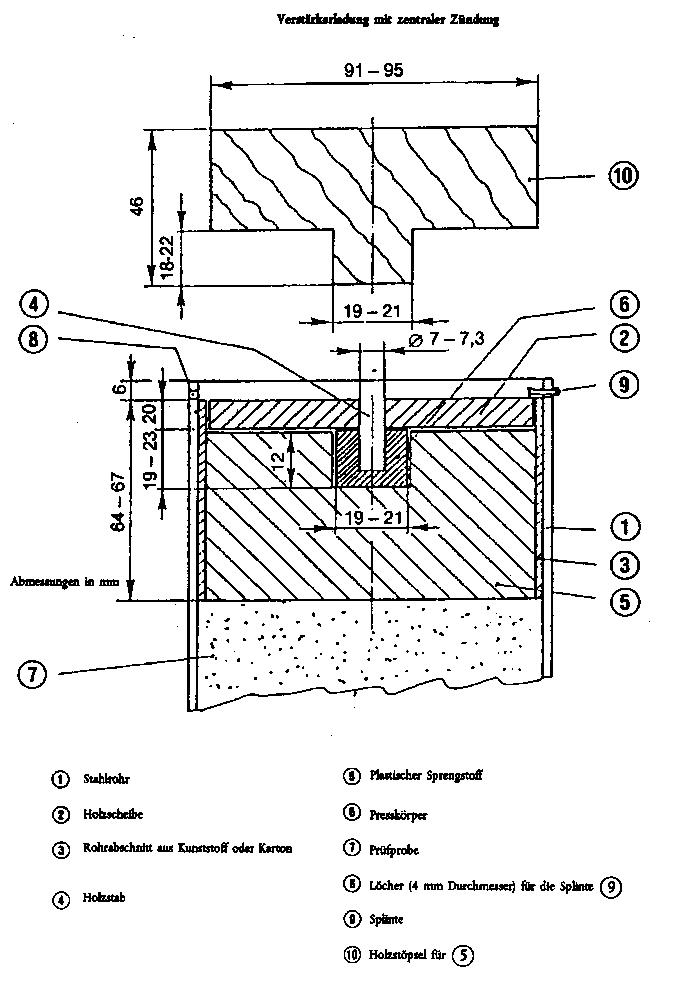 Verstärkerladung mit zentraler Zündung
91 – 95
10
46
18-22
19 – 21
4
6
Ø 7 – 7,3
8
2
6
9
20
19 – 23
12
64 – 67
19 – 21
1
Abmessungen in mm
3
5
7
1 Stahlrohr
2 Holzscheibe
3 Rohrabschnitt aus Kunststoff oder Karton
4 Holzstab
5 Plastischer Sprengstoff
6 Presskörper
7 Prüfprobe
8 Löcher (4 mm Durchmesser) für die Splinte 9
9 Splinte
10 Holzstöpsel für 5